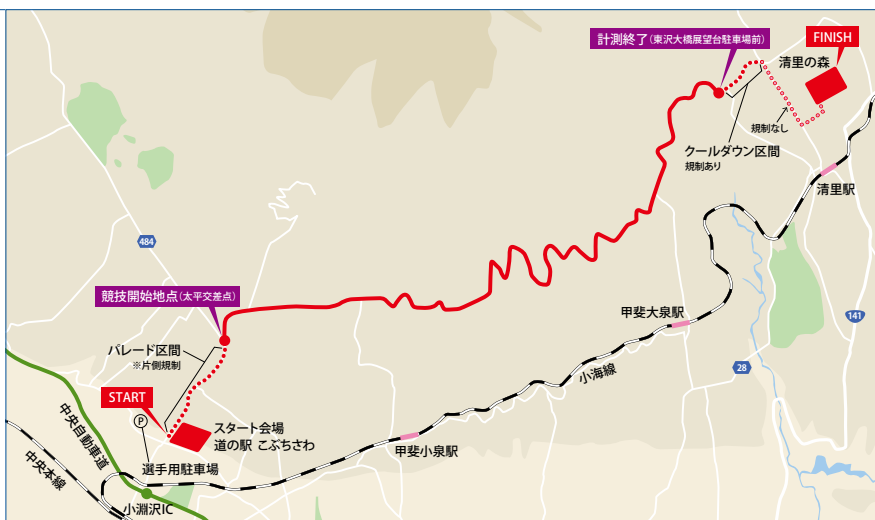 計測終了(東沢大橋展望台駐車場前)
FINISH
清里の森
規制なし
クールダウン区間
規制あり
清里駅
484
競技開始地点(太平交差点)
甲斐大泉駅
141
パレード区間
※片側規制
小海線
28
START
P
スタート会場
道の駅 こぶちさわ
中央自動車道
甲斐小泉駅
選手用駐車場
中央本線
小淵沢IC